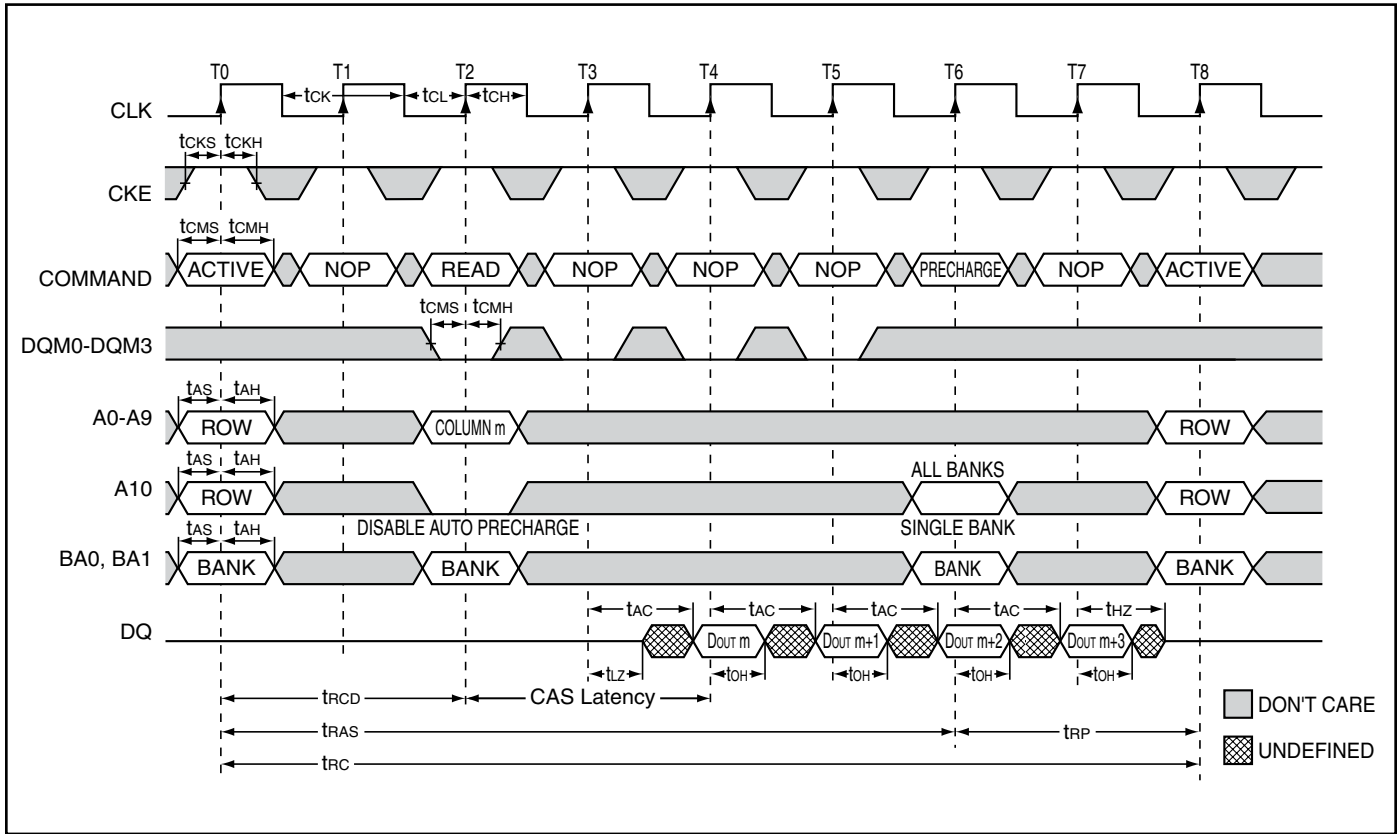 T0 T1 T2 T3 T4 T5 T6 T7 T8
CLK tCK tCL tCH
tCKS tCKH
CKE
tCMS tCMH
COMMAND ACTIVE NOP READ NOP NOP NOP PRECHARGE NOP ACTIVE
tCMS tCMH
DQM0-DQM3
tAS tAH
A0-A9 ROW COLUMN m ROW
tAS tAH ALL BANKS
A10 ROW ROW
tAS tAH DISABLE AUTO PRECHARGE SINGLE BANK
BA0, BA1 BANK BANK BANK BANK
tAC tAC tAC tAC tHZ
DQ DOUT m DOUT m+1 DOUT m+2 DOUT m+3
tLZ tOH tOH tOH tOH
tRCD CAS Latency
DON'T CARE
tRAS tRP
UNDEFINED
tRC